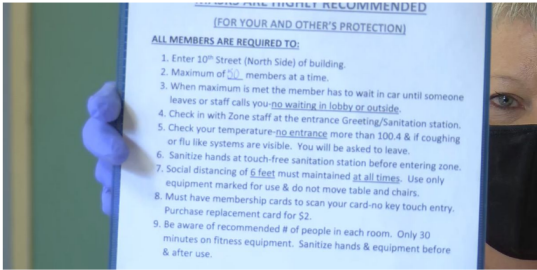 MASKS ARE HIGHLY RECOMMENDED
(FOR YOUR AND OTHER'S PROTECTION)
ALL MEMBERS ARE REQUIRED TO:
1. Enter 10th Street (North Side) of building.
2. Maximum of 50 members at a time.
3. When maximum is met the member has to wait in car until someone
leaves or staff calls you-no waiting in lobby or outside.
4. Check in with Zone staff at the entrance Greeting/Sanitation station.
5. Check your temperature-no entrance more than 100.4 & if coughing
or flu like systems are visible. You will be asked to leave.
6. Sanitize hands at touch-free sanitation station before entering zone.
7. Social distancing of 6 feet must maintained at all times. Use only
equipment marked for use & do not move table and chairs.
8. Must have membership cards to scan your card-no key touch entry.
Purchase replacement card for $2.
9. Be aware of recommended # of people in each room. Only 30
minutes on fitness equipment. Sanitize hands & equipment before
& after use.